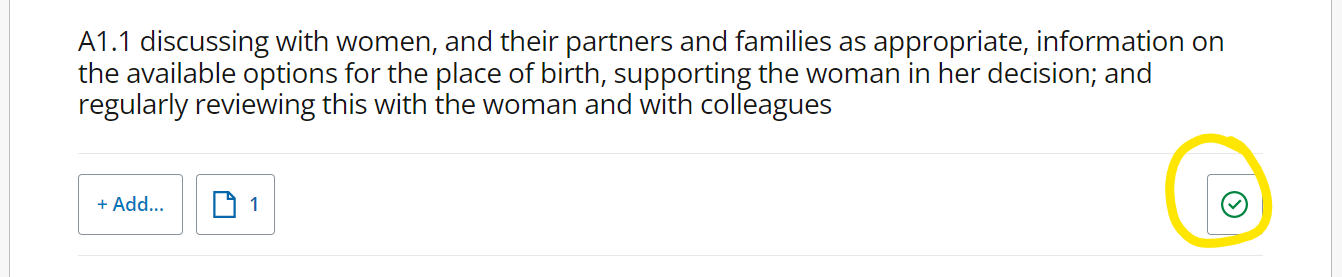 A1.1 discussing with women, and their partners and families as appropriate, information on
the available options for the place of birth, supporting the woman in her decision; and
regularly reviewing this with the woman and with colleagues
+ Add... 1